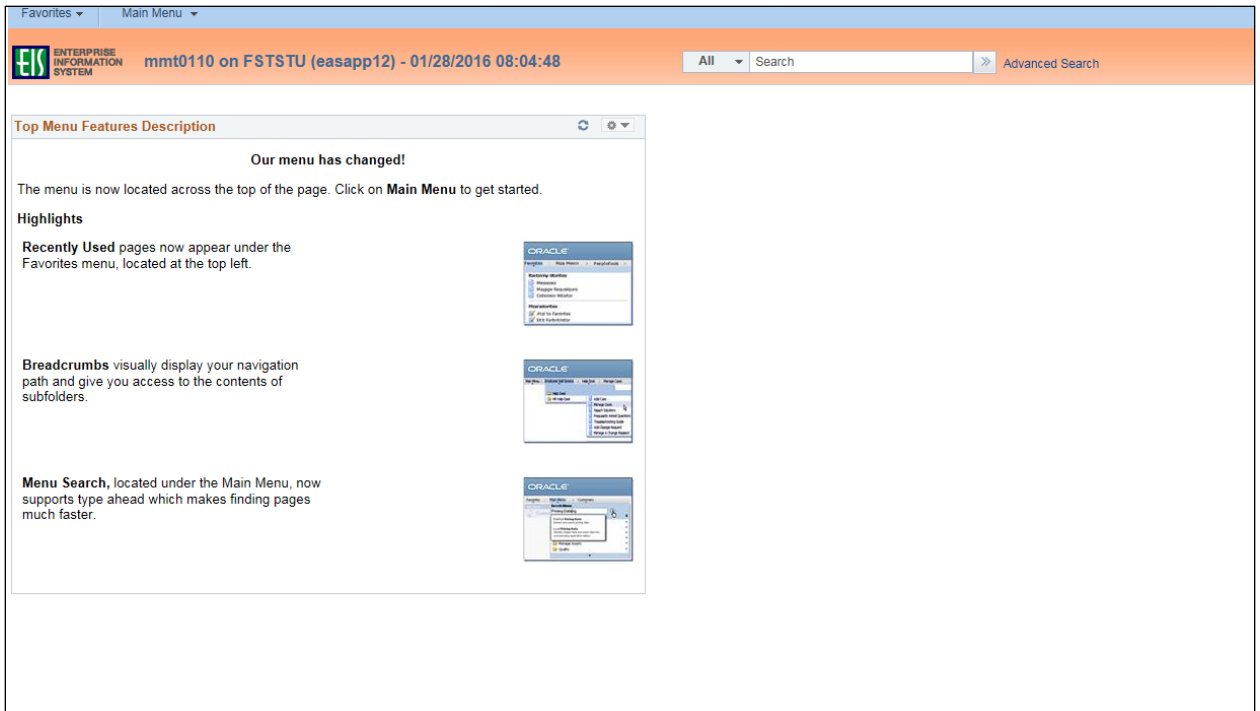 Favorites Main Menu
EIS ENTERPRISE
INFORMATION
SYSTEM
mmt0110 on FSTSTU (easapp12) - 01/28/2016 08:04:48
All Search Advanced Search
Top Menu Features Description
Our menu has changed!
The menu is now located across the top of the page. Click on Main Menu to get started.
Highlights
Recently Used pages now appear under the
Favorites menu, located at the top left.
ORACLE
Favorites Main Menu
Breadcrumbs visually display your navigation
path and give you access to the contents of
subfolders.
ORACLE
Menu Search, located under the Main Menu, now
supports type ahead which makes finding pages
much faster.
ORACLE